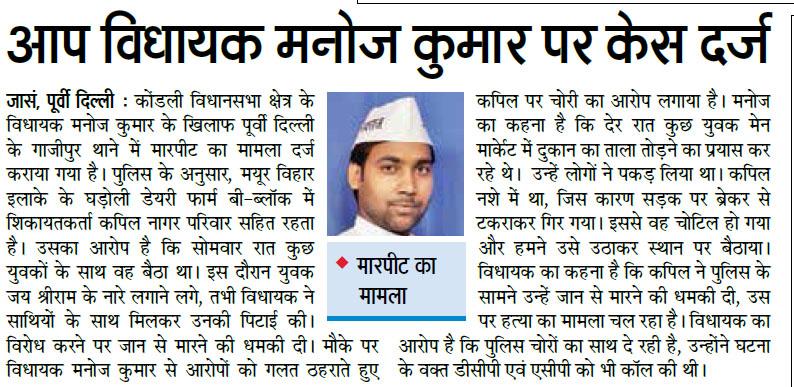 आप विधायक मनोज कुमार पर केस दर्ज
जासं, पूर्वी दिल्ली : कोंडली विधानसभा क्षेत्र के
विधायक मनोज कुमार के खिलाफ पूर्वी दिल्ली
के गाजीपुर थाने में मारपीट का मामला दर्ज
कराया गया है। पुलिस के अनुसार, मयूर विहार
इलाके के घड़ोली डेयरी फार्म बी-ब्लॉक में
शिकायतकर्ता कपिल नागर परिवार सहित रहता
है। उसका आरोप है कि सोमवार रात कुछ
युवकों के साथ वह बैठा था। इस दौरान युवक
जय श्रीराम के नारे लगाने लगे, तभी विधायक ने
साथियों के साथ मिलकर उनकी पिटाई की।
विरोध करने पर जान से मारने की धमकी दी। मौके पर
विधायक मनोज कुमार से आरोपों को गलत ठहराते हुए
◆ मारपीट का
मामला
कपिल पर चोरी का आरोप लगाया है। मनोज
का कहना है कि देर रात कुछ युवक मेन
मार्केट में दुकान का ताला तोड़ने का प्रयास कर
रहे थे। उन्हें लोगों ने पकड़ लिया था। कपिल
नशे में था, जिस कारण सड़क पर ब्रेकर से
टकराकर गिर गया। इससे वह चोटिल हो गया
और हमने उसे उठाकर स्थान पर बैठाया।
विधायक का कहना है कि कपिल ने पुलिस के
सामने उन्हें जान से मारने की धमकी दी, उस
पर हत्या का मामला चल रहा है। विधायक का
आरोप है कि पुलिस चोरों का साथ दे रही है, उन्होंने घटना
के वक्त डीसीपी एवं एसीपी को भी कॉल की थी।